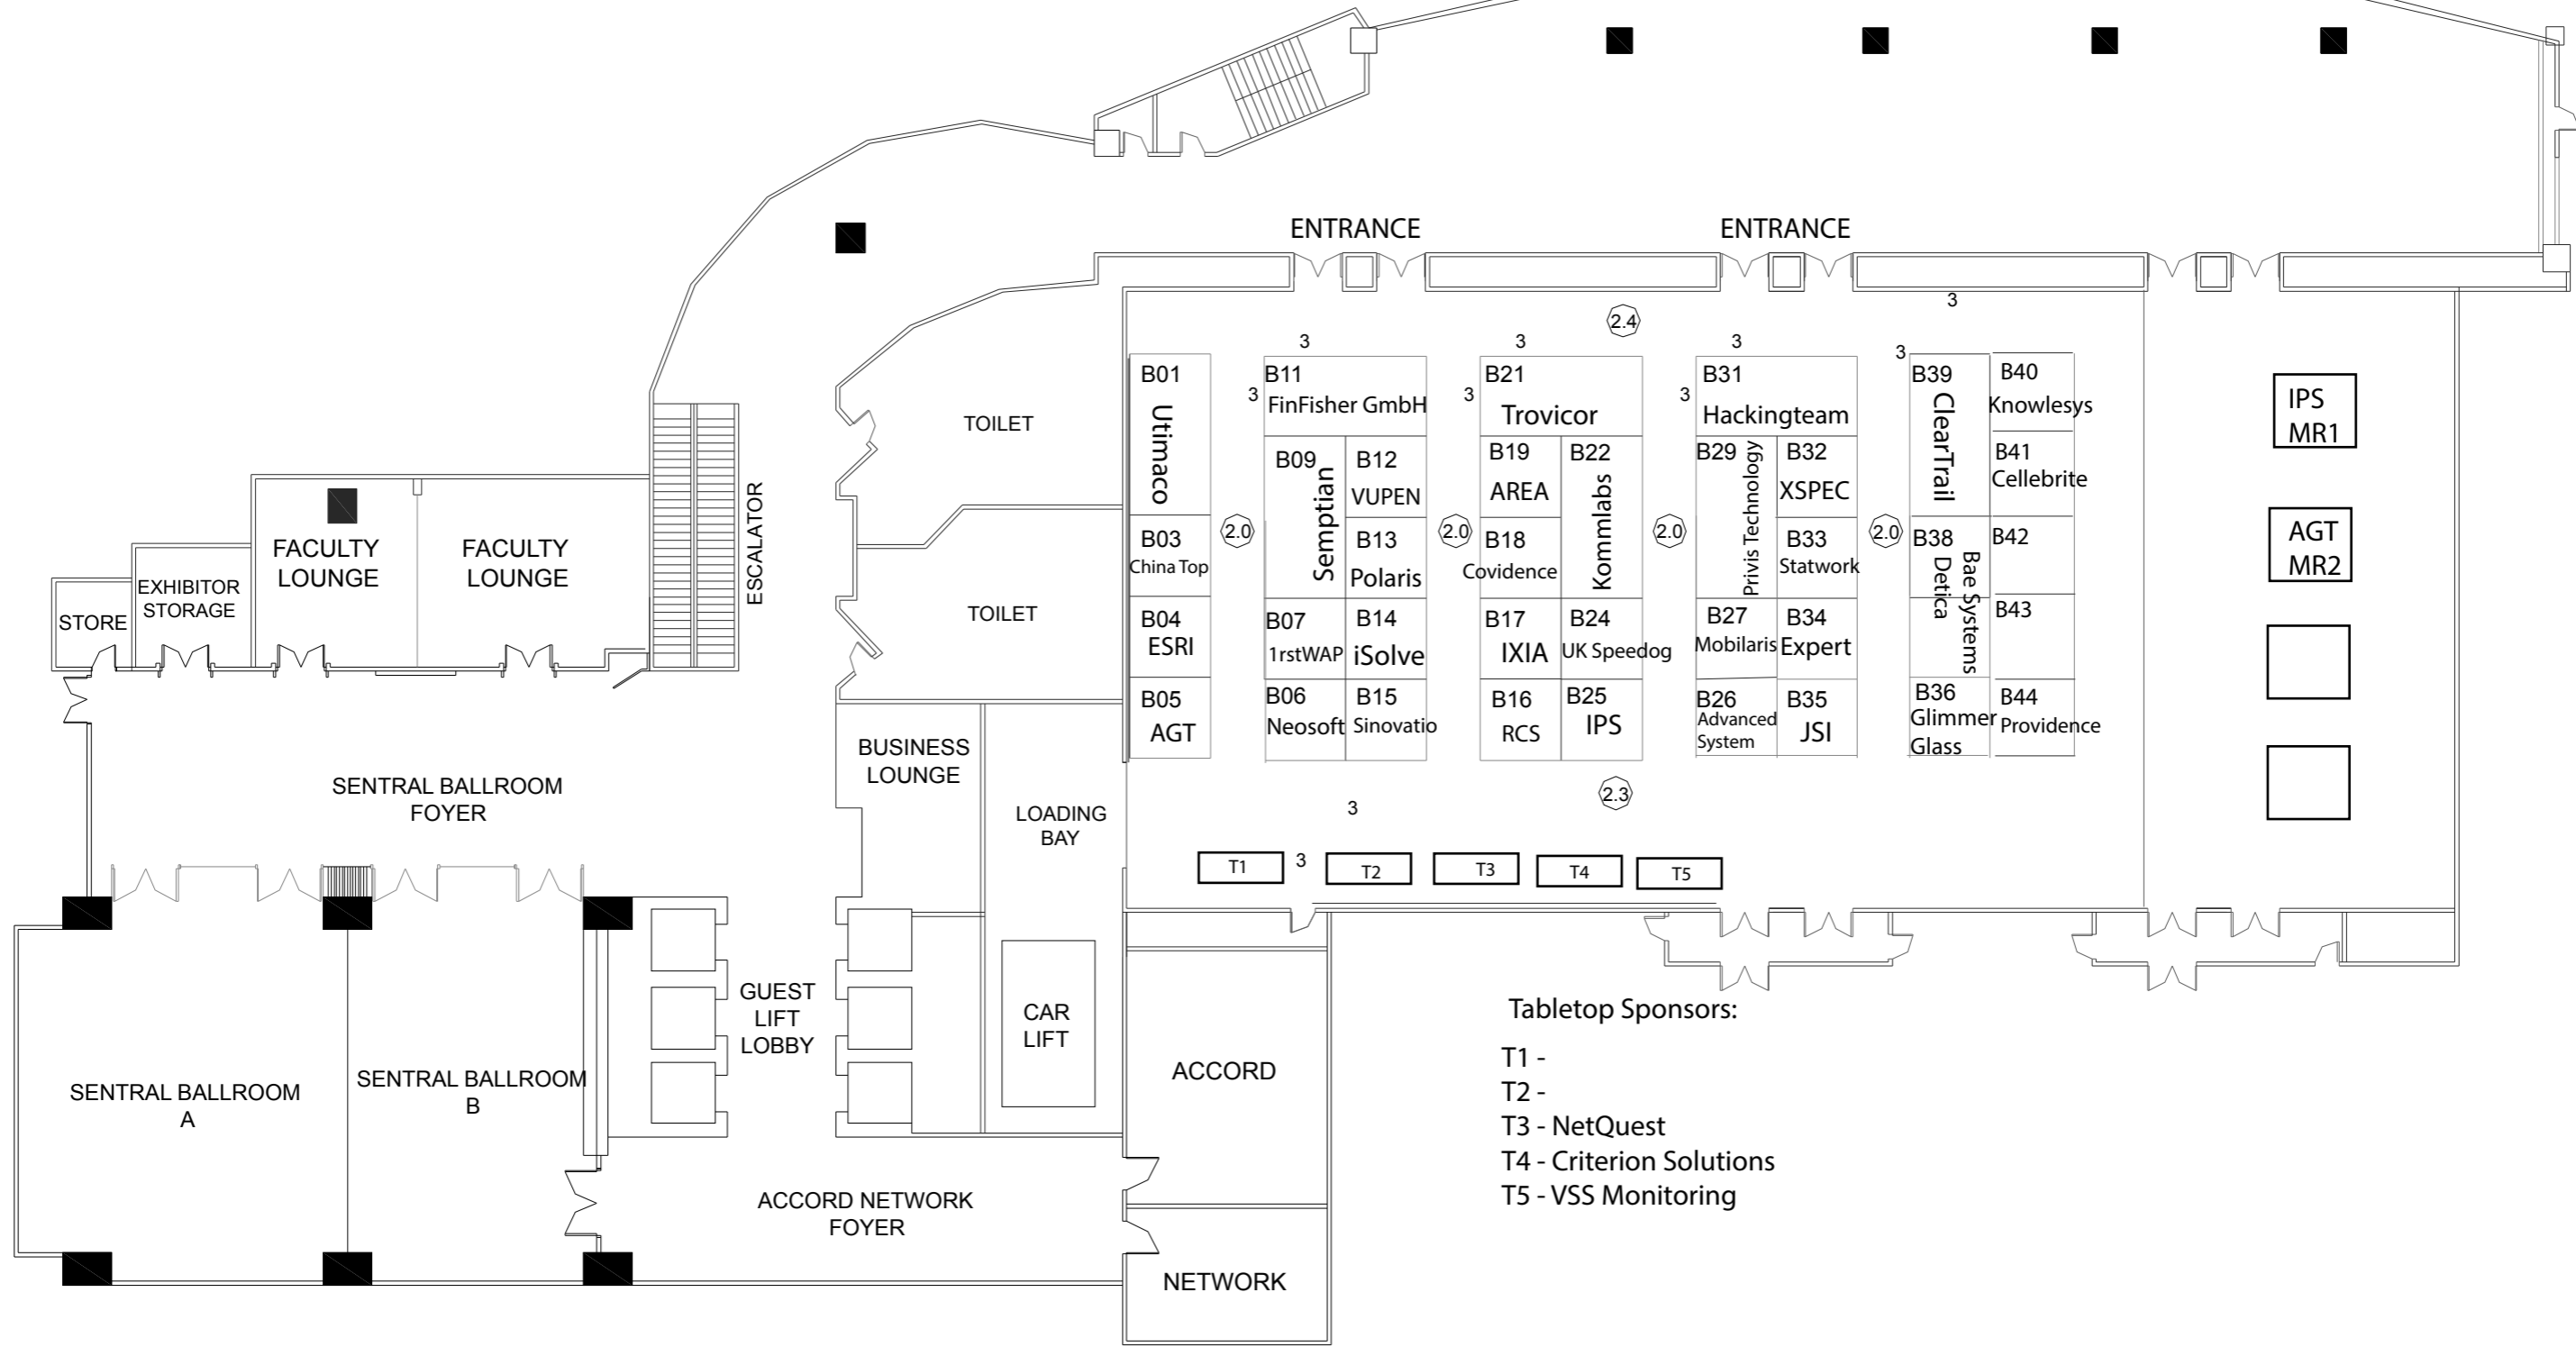 ENTRANCE
ENTRANCE
3
2.4
3
3
3
3
B01
Utimaco
B03
China Top
B04
ESRI
B05
AGT
2.0
3
B11
FinFisher GmbH
B09
Semptian
B12
VUPEN
B13
Polaris
B07
1rstWAP
B14
iSolve
B06
Neosoft
B15
Sinovatio
2.0
3
B21
Trovicor
B19
AREA
B22
Kommlabs
B18
Covidence
B17
IXIA
B24
UK Speedog
B16
RCS
B25
IPS
2.0
3
B31
Hackingteam
B29
Privis Technology
B32
XSPEC
B33
Statwork
B27
Mobilaris
B34
Expert
B26
Advanced
System
B35
JSI
2.0
B39
ClearTrail
B40
Knowlesys
B41
Cellebrite
B38
Detica
Bae Systems
B42
B43
B36
Glimmer
Glass
B44
Providence
IPS
MR1
AGT
MR2
TOILET
TOILET
ESCALATOR
FACULTY
LOUNGE
FACULTY
LOUNGE
EXHIBITOR
STORAGE
STORE
SENTRAL BALLROOM
FOYER
BUSINESS
LOUNGE
LOADING
BAY
2.3
3
T1
3
T2
T3
T4
T5
GUEST
LIFT
LOBBY
CAR
LIFT
SENTRAL BALLROOM
A
SENTRAL BALLROOM
B
ACCORD
ACCORD NETWORK
FOYER
NETWORK
Tabletop Sponsors:
T1 -
T2 -
T3 - NetQuest
T4 - Criterion Solutions
T5 - VSS Monitoring